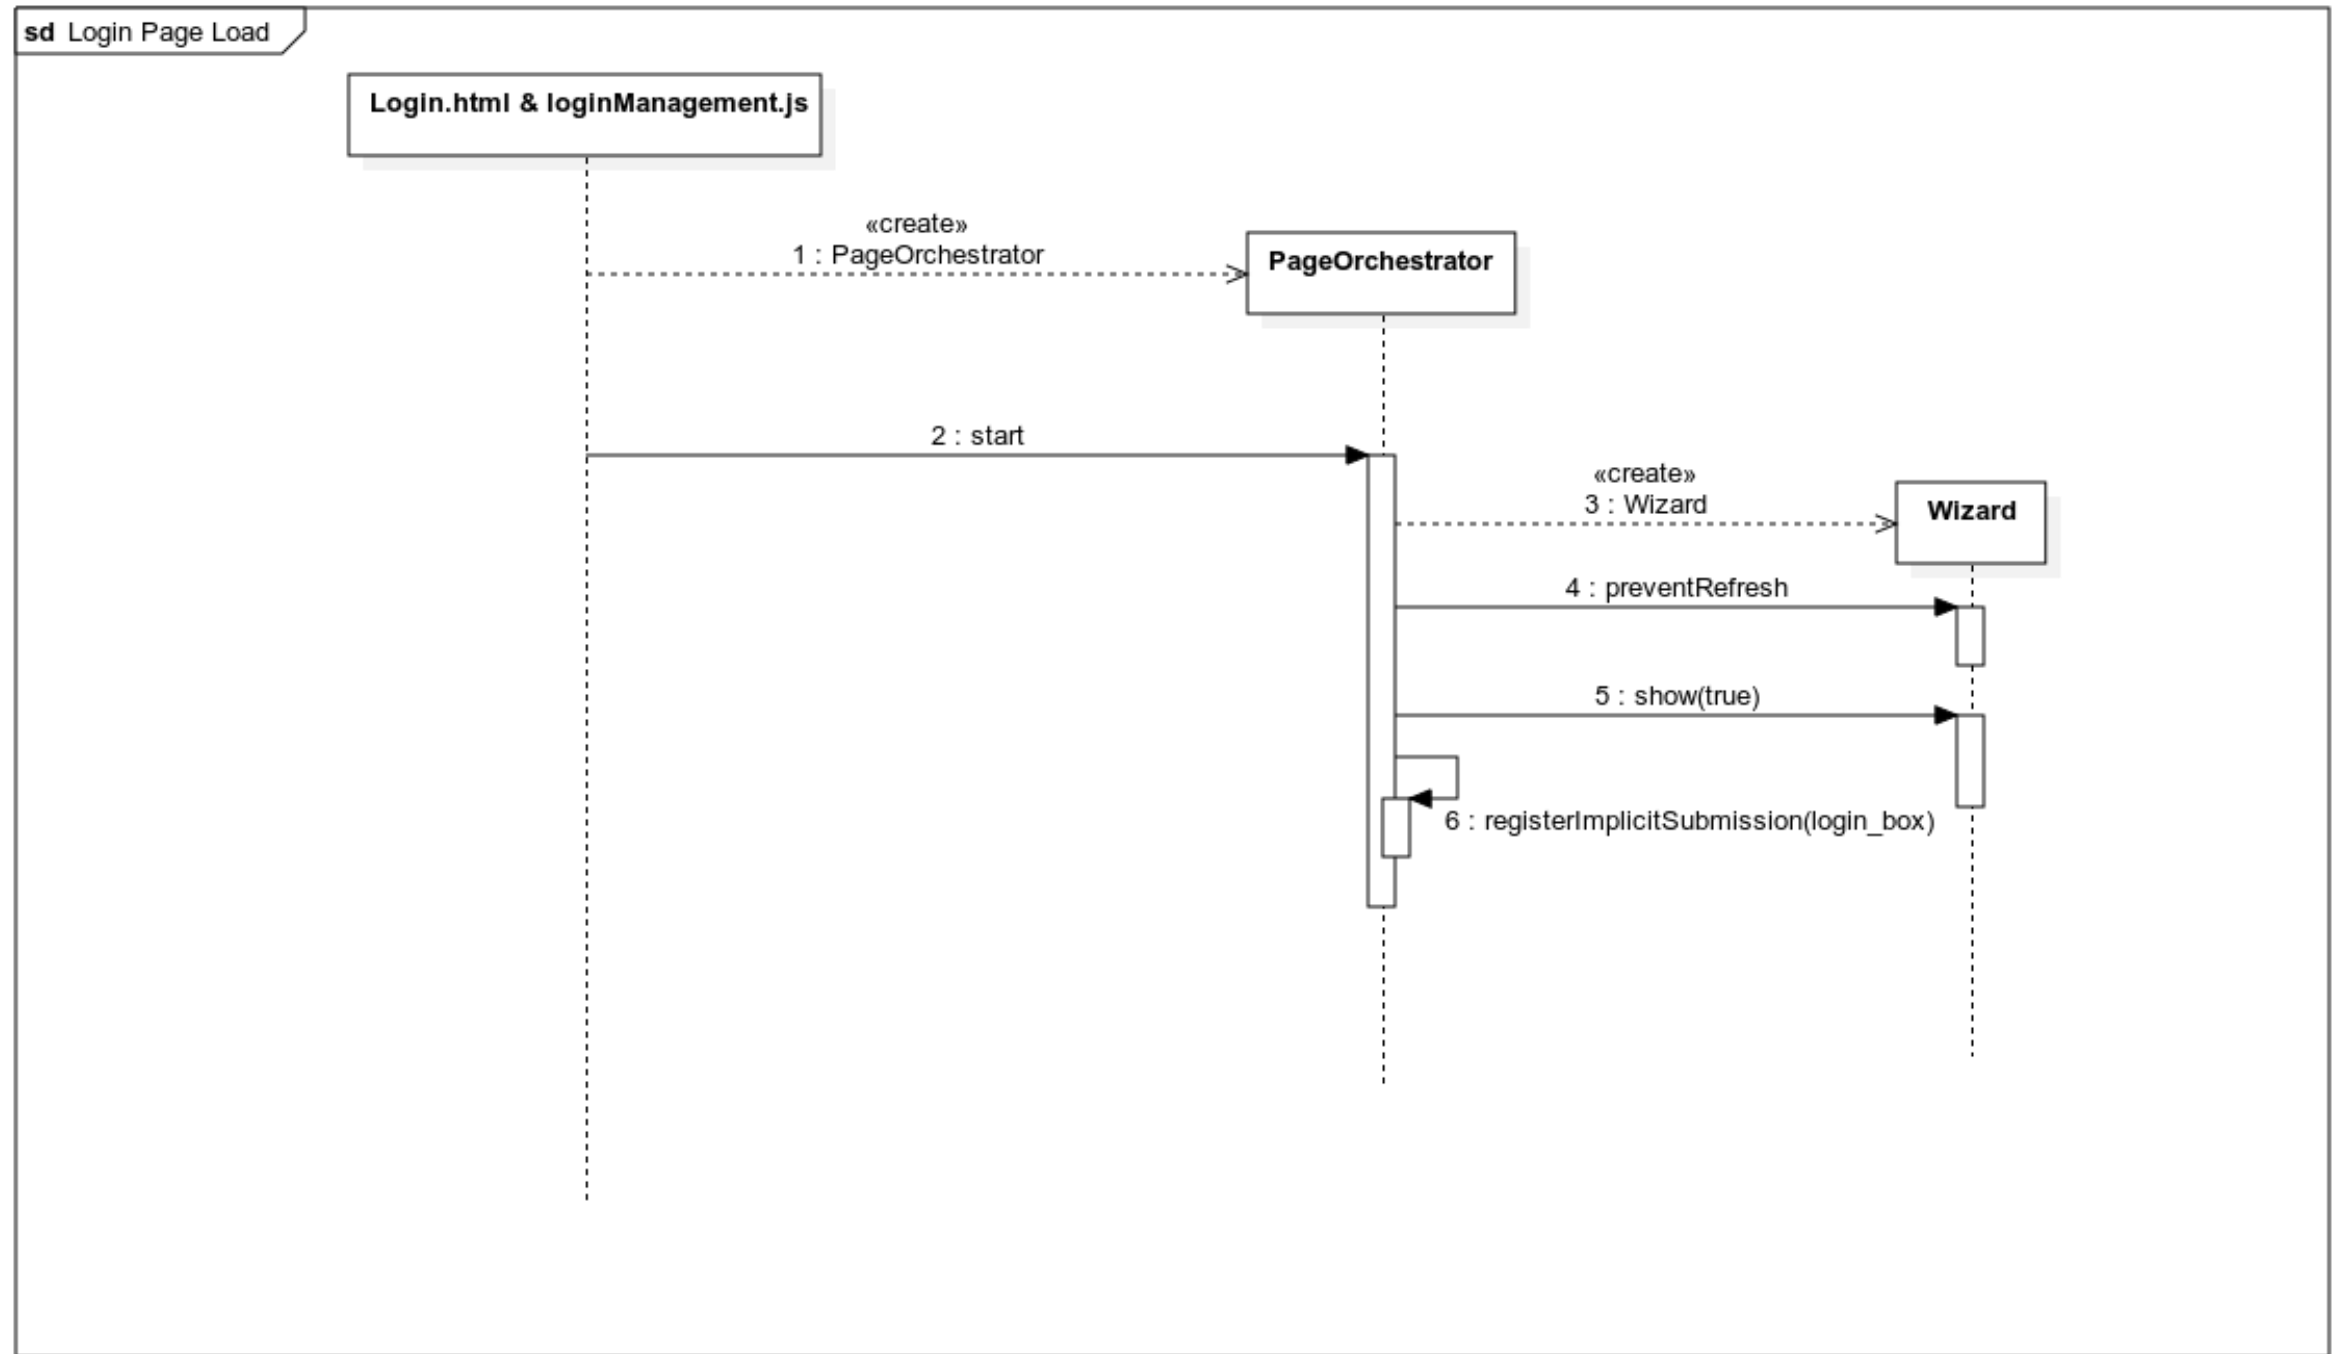 sd Login Page Load
Login.html & loginManagement.js
«create»
1 : PageOrchestrator
PageOrchestrator
2 : start
«create»
3 : Wizard
Wizard
4 : preventRefresh
5 : show(true)
6 : registerImplicitSubmission(login_box)